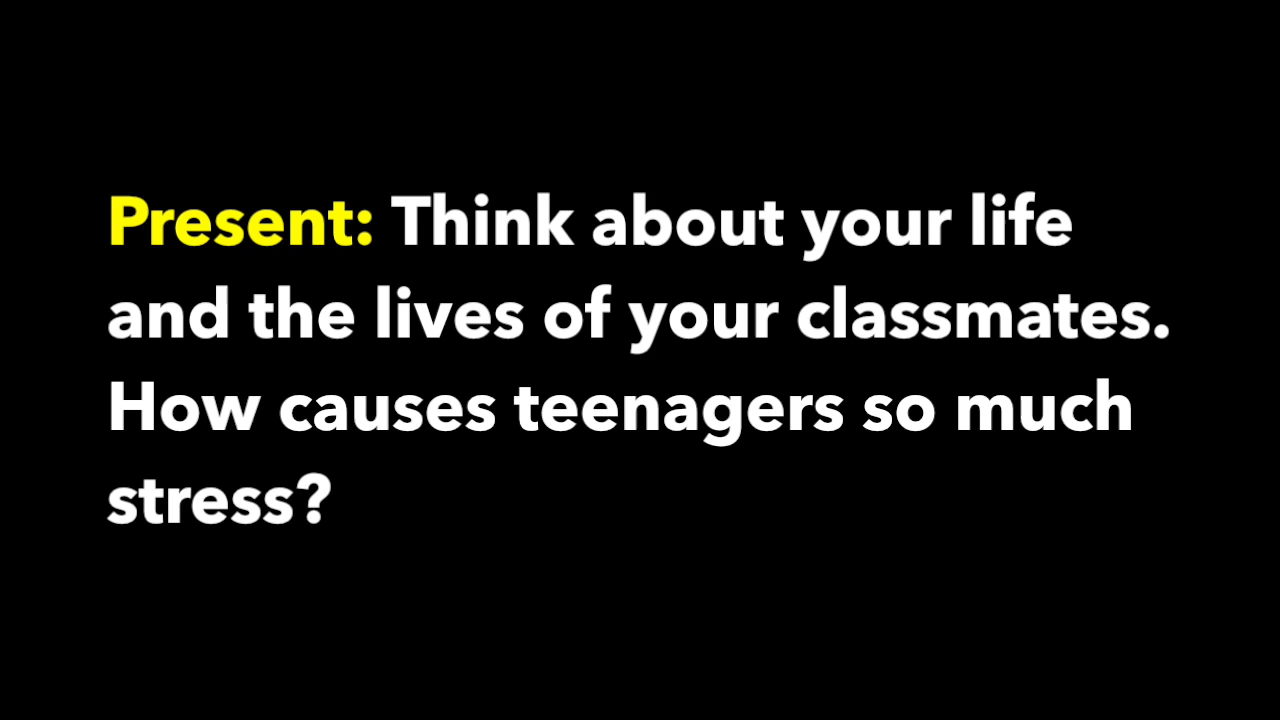 Present: Think about your life
and the lives of your classmates.
How causes teenagers so much
stress?